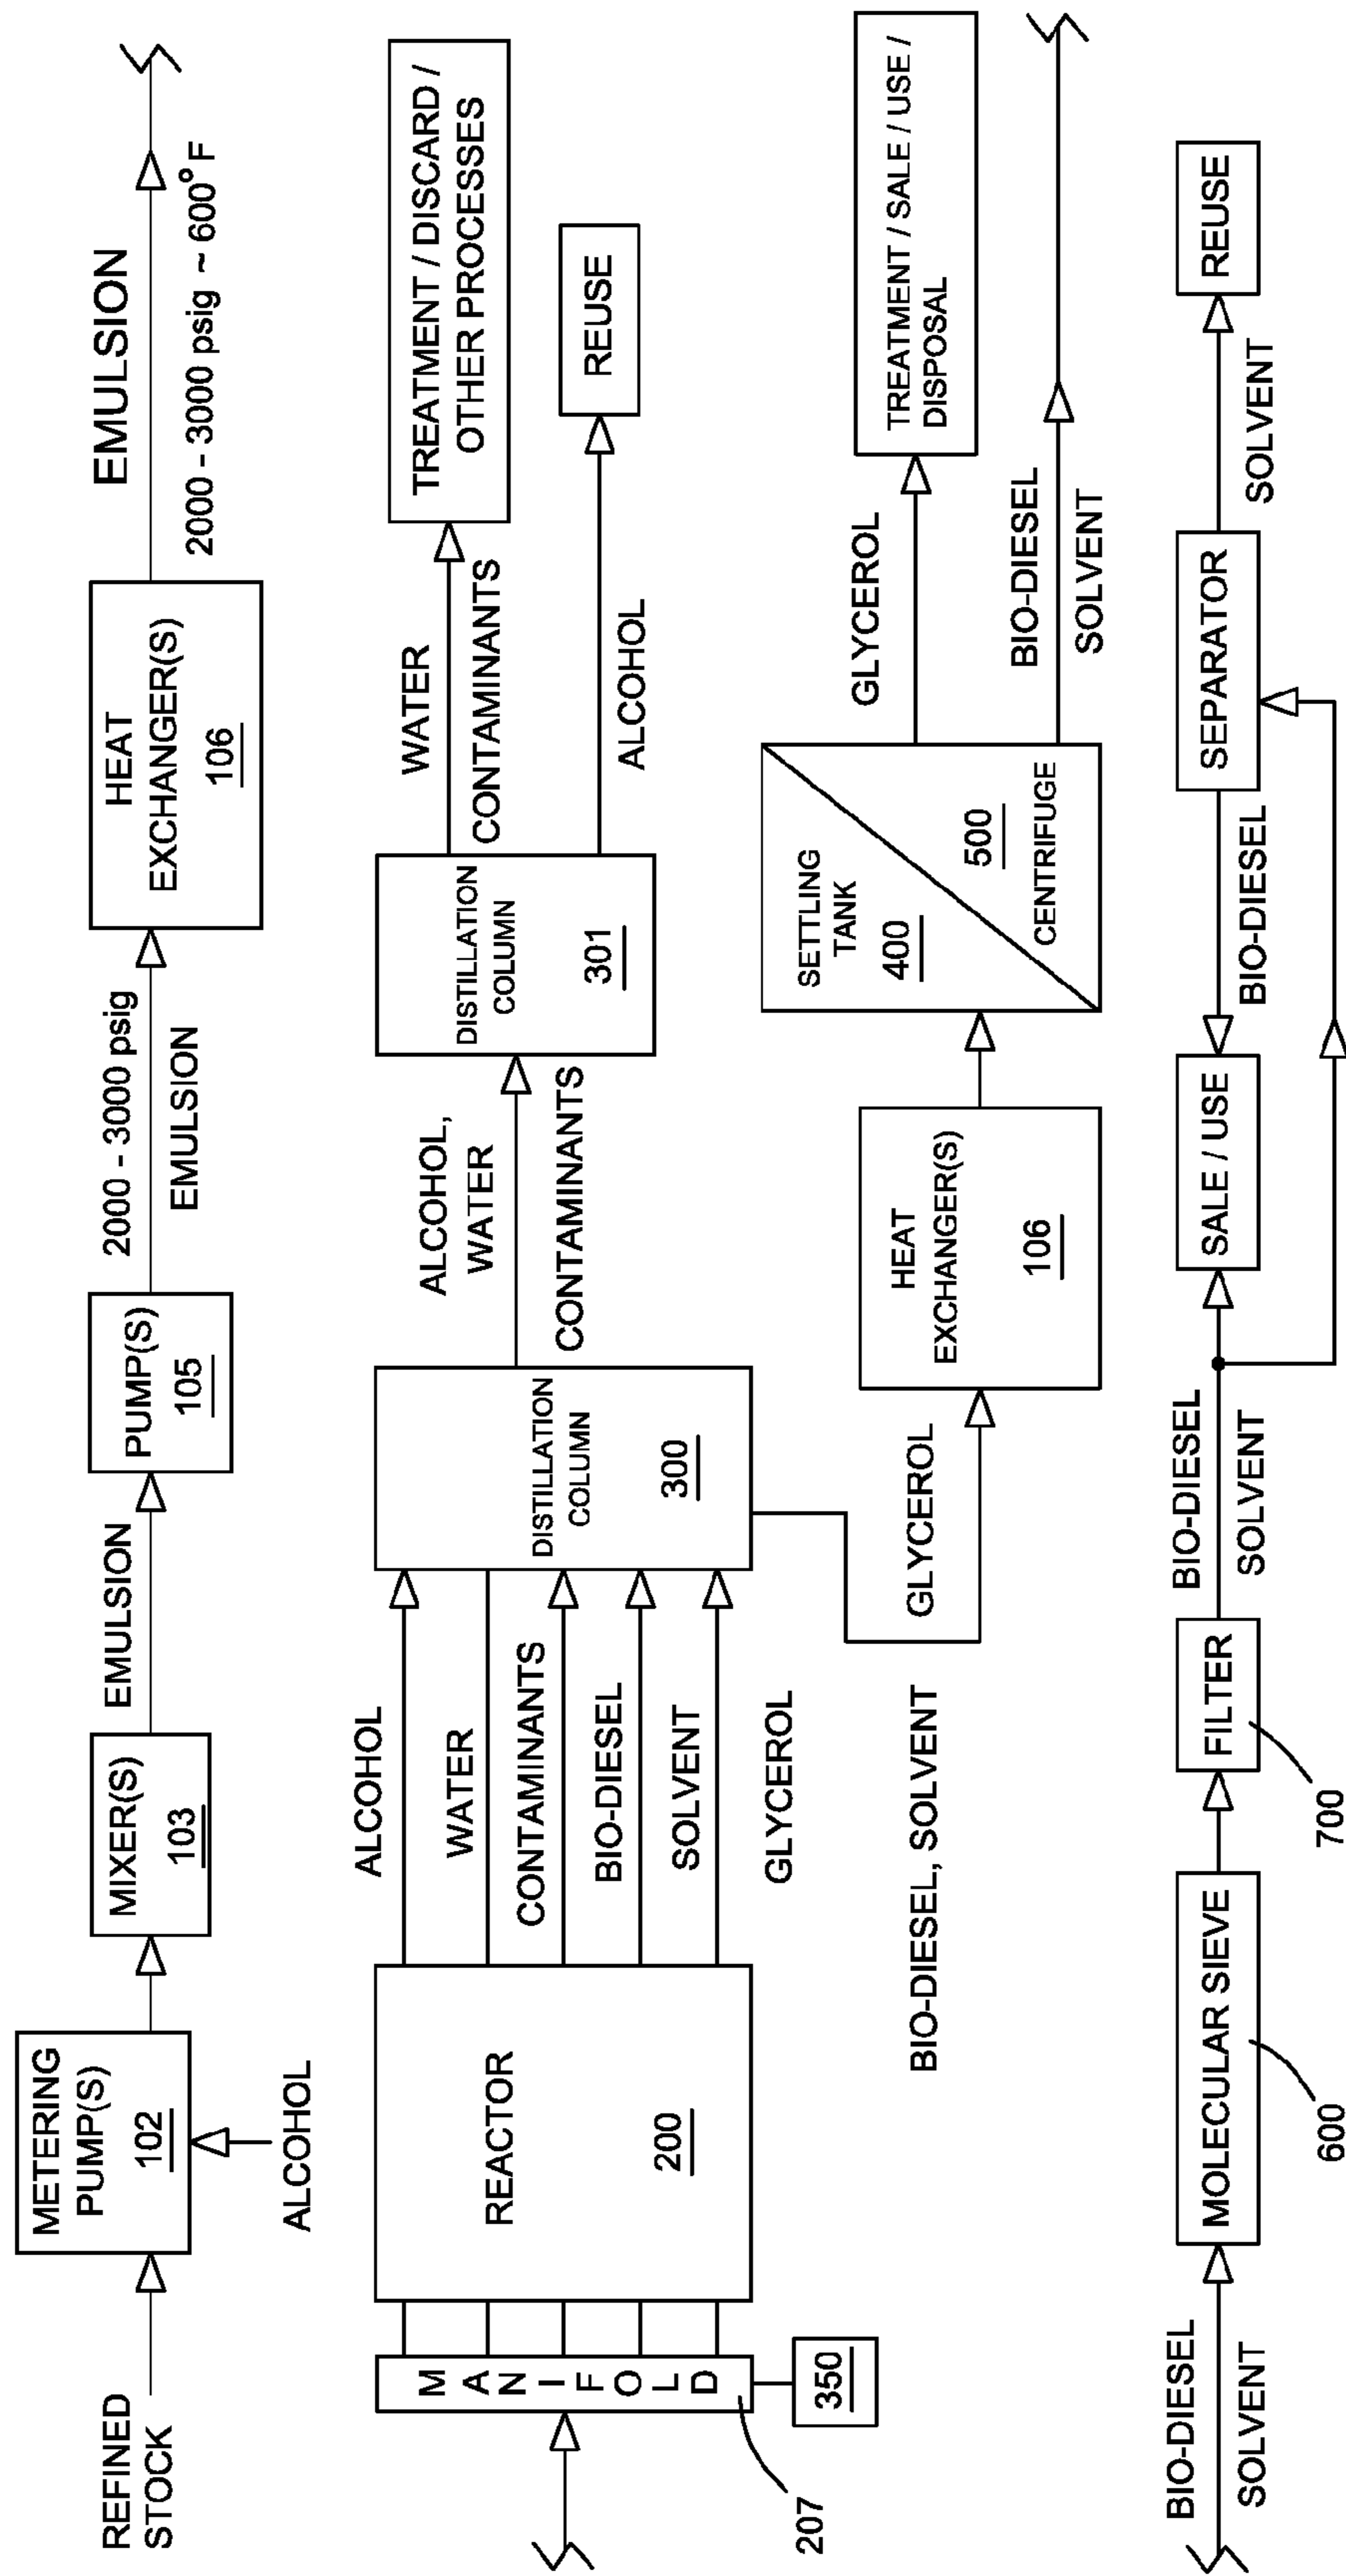 REFINED
STOCK
METERING
PUMP(S)
102
ALCOHOL
MIXER(S)
103
EMULSION
PUMP(S)
105
2000 - 3000 psig
EMULSION
HEAT
EXCHANGER(S)
106
EMULSION
2000 - 3000 psig ~ 600° F
MANIFOLD
207
350
REACTOR
200
ALCOHOL
WATER
CONTAMINANTS
BIO-DIESEL
SOLVENT
GLYCEROL
DISTILLATION
COLUMN
300
ALCOHOL,
WATER
CONTAMINANTS
DISTILLATION
COLUMN
301
WATER
CONTAMINANTS
TREATMENT / DISCARD /
OTHER PROCESSES
ALCOHOL
REUSE
BIO-DIESEL, SOLVENT
GLYCEROL
HEAT
EXCHANGER(S)
106
SETTLING
TANK
400
500
CENTRIFUGE
GLYCEROL
TREATMENT / SALE / USE /
DISPOSAL
BIO-DIESEL
SOLVENT
BIO-DIESEL
SOLVENT
MOLECULAR SIEVE
600
FILTER
700
BIO-DIESEL
SOLVENT
SALE / USE
BIO-DIESEL
SEPARATOR
SOLVENT
REUSE